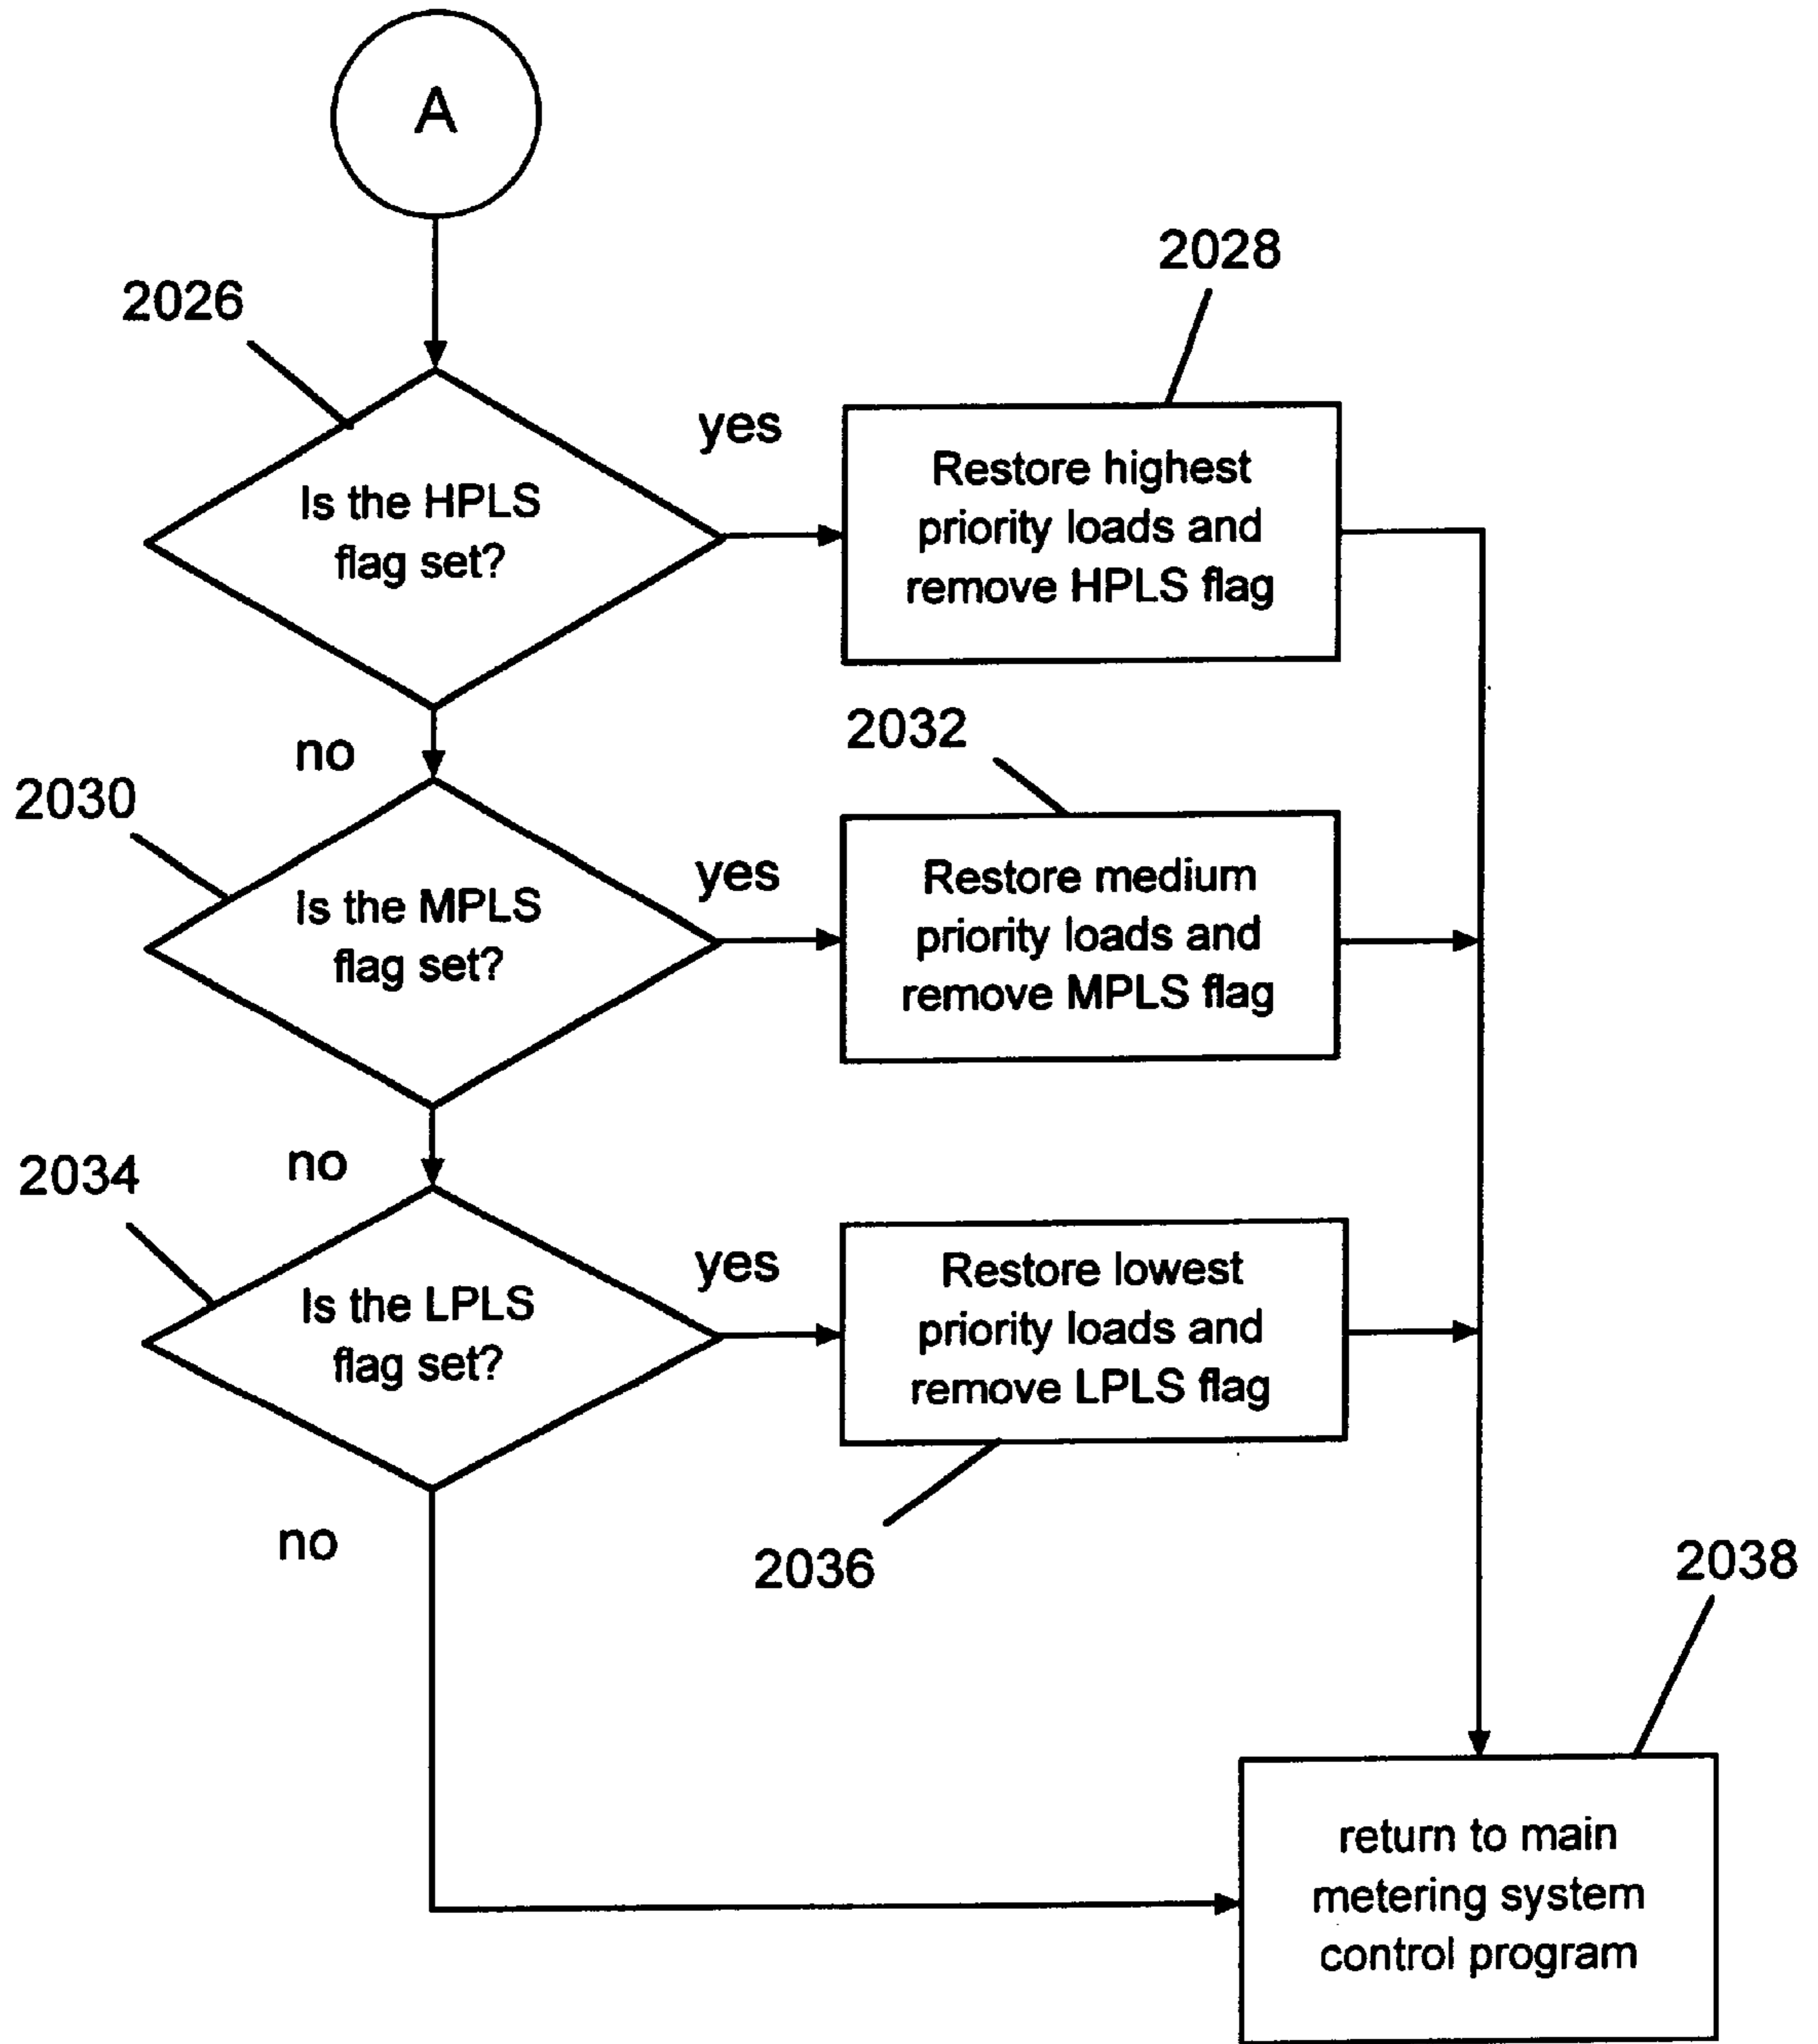 A
2026
2028
Is the HPLS
flag set?
yes
Restore highest
priority loads and
remove HPLS flag
no
2030
2032
Is the MPLS
flag set?
yes
Restore medium
priority loads and
remove MPLS flag
no
2034
Is the LPLS
flag set?
yes
Restore lowest
priority loads and
remove LPLS flag
no
2036
2038
return to main
metering system
control program